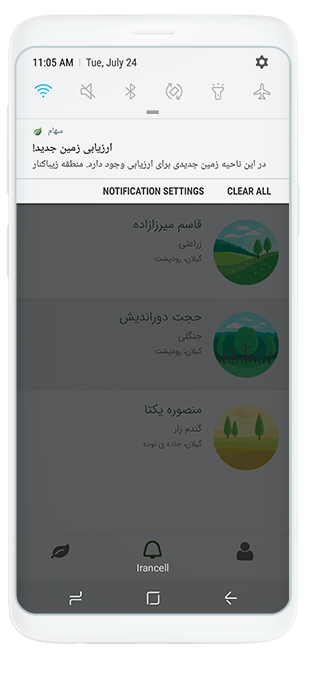 11:05 AM | Tue, July 24
سهام
ارزیابی زمین جدید!
در این ناحیه زمین جدیدی برای ارزیابی وجود دارد. منطقه زیباکنار
NOTIFICATION SETTINGS CLEAR ALL
قاسم میرزازاده
زراعتی
گیلان، رودپشت
حجت دوراندیش
جنگلی
گیلان، رودپشت
منصوره یکتا
گندم زار
گیلان، جاده ی نوده
Irancell